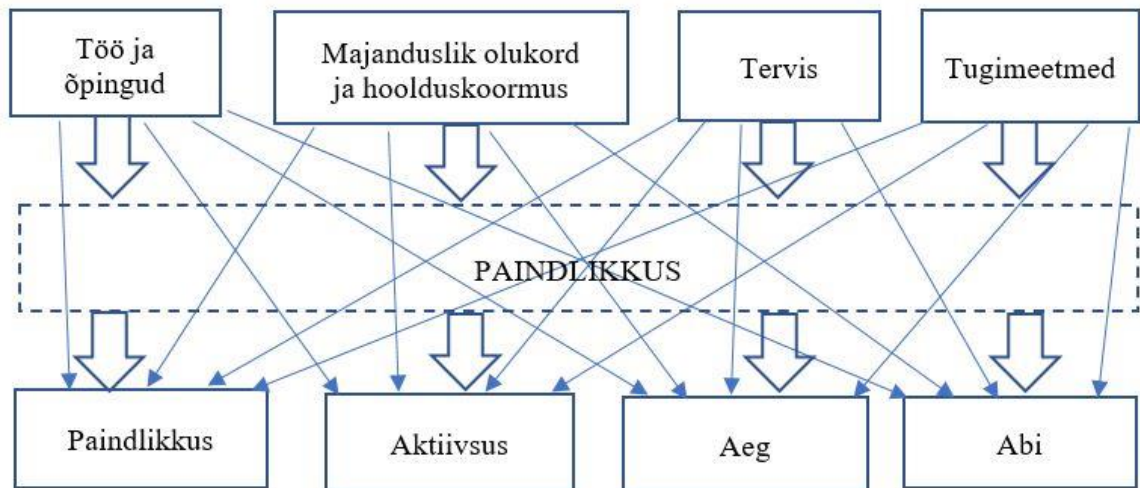 Töö ja
õpingud
Majanduslik olukord
ja hoolduskoormus
Tervis
Tugimeetmed
PAINDLIKKUS
Paindlikkus
Aktiivsus
Aeg
Abi